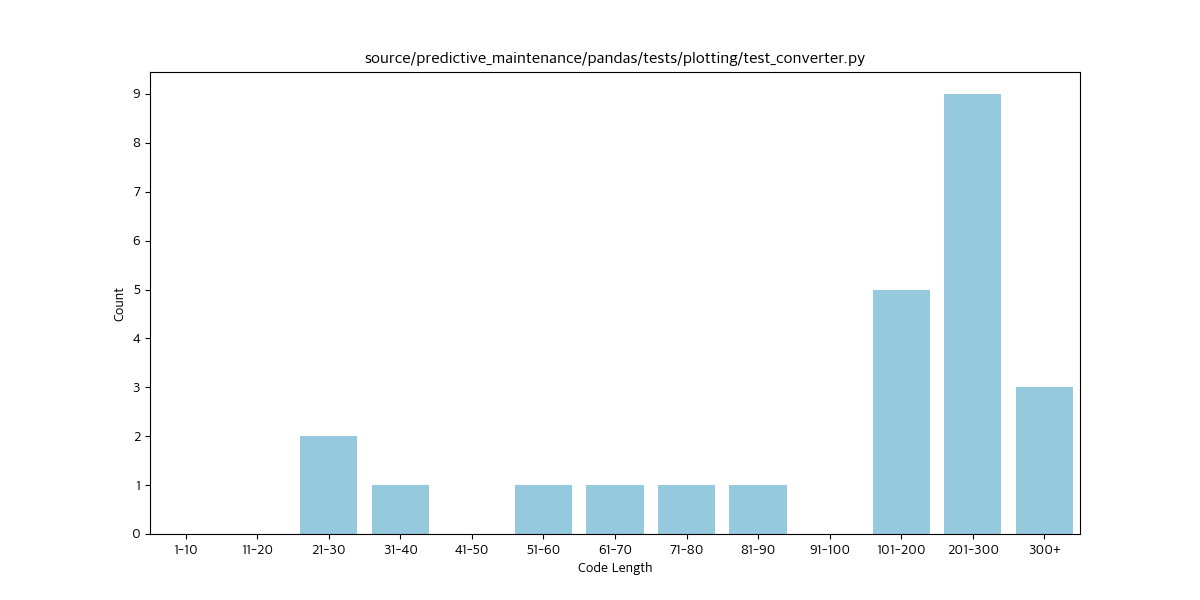 source/predictive_maintenance/pandas/tests/plotting/test_converter.py
9
8
7
6
5
4
3
2
1
0
Count
1-10 11-20 21-30 31-40 41-50 51-60 61-70 71-80 81-90 91-100 101-200 201-300 300+
Code Length